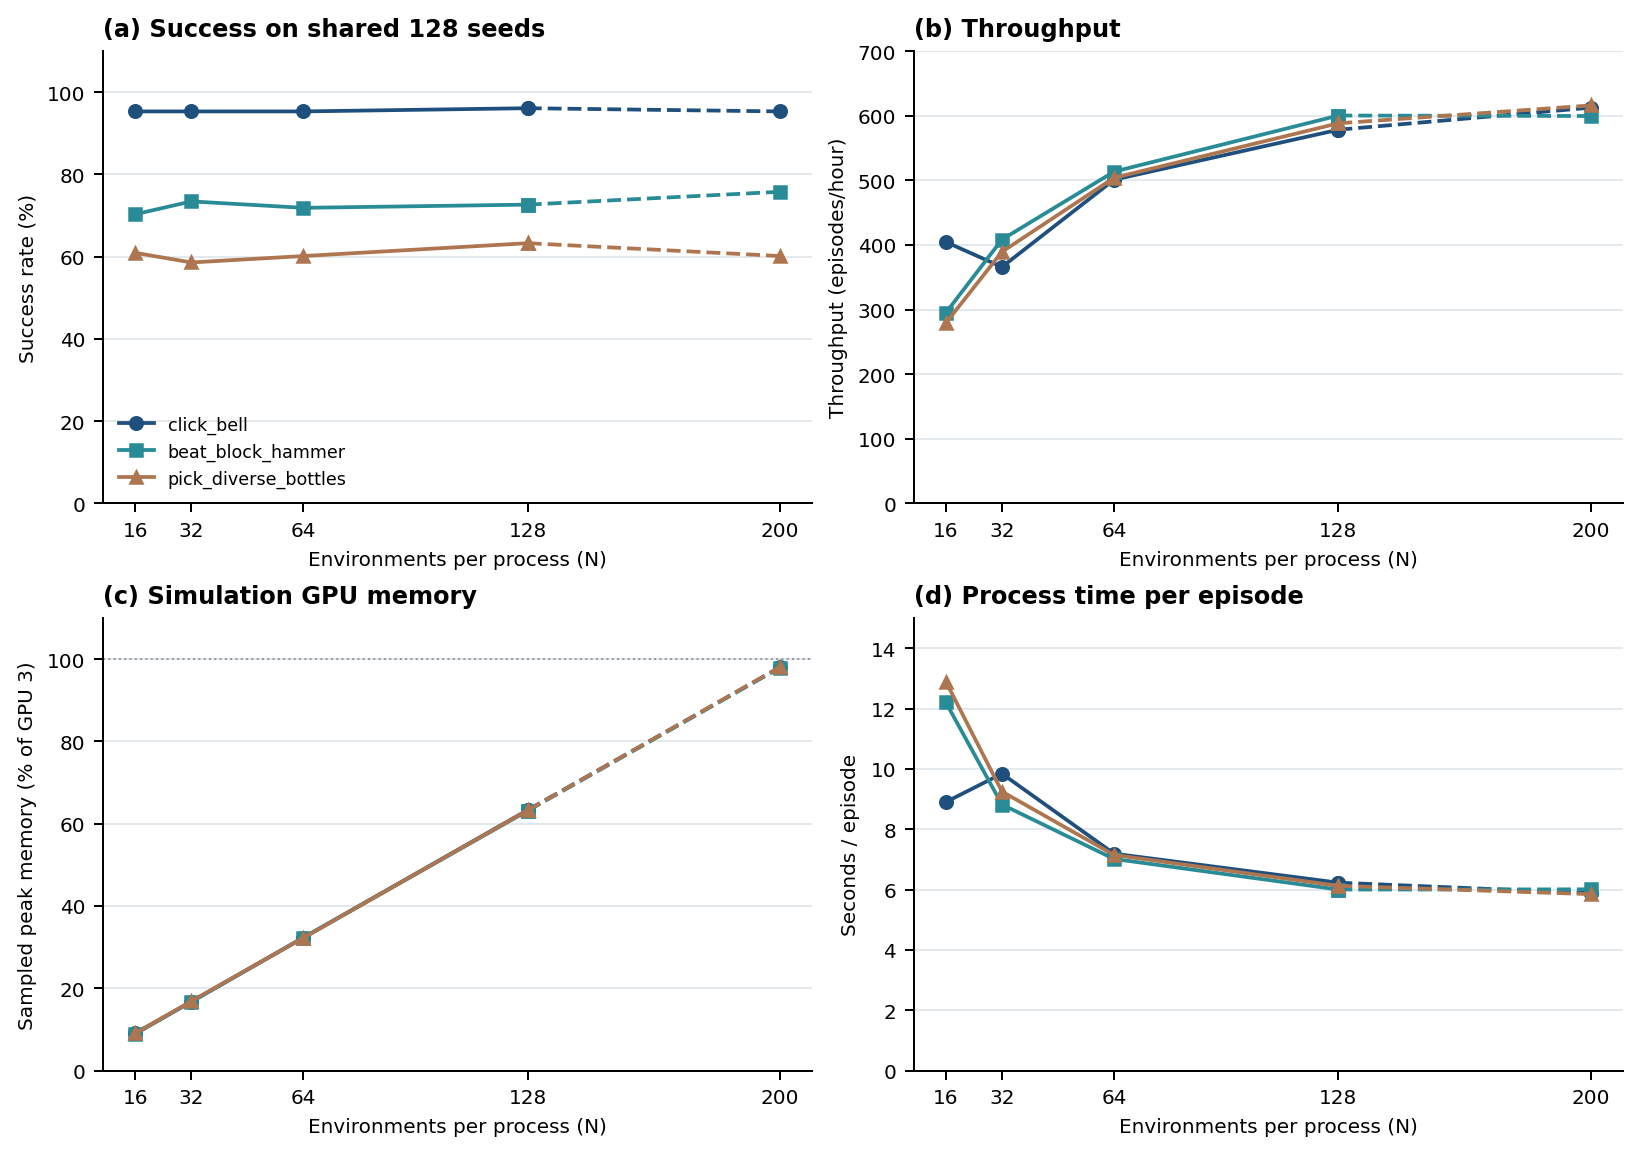 (a) Success on shared 128 seeds
Success rate (%)
100
80
60
40
20
0
click_bell
beat_block_hammer
pick_diverse_bottles
16 32 64 128 200
Environments per process (N)
(b) Throughput
Throughput (episodes/hour)
700
600
500
400
300
200
100
0
16 32 64 128 200
Environments per process (N)
(c) Simulation GPU memory
Sampled peak memory (% of GPU 3)
100
80
60
40
20
0
16 32 64 128 200
Environments per process (N)
(d) Process time per episode
Seconds / episode
14
12
10
8
6
4
2
0
16 32 64 128 200
Environments per process (N)